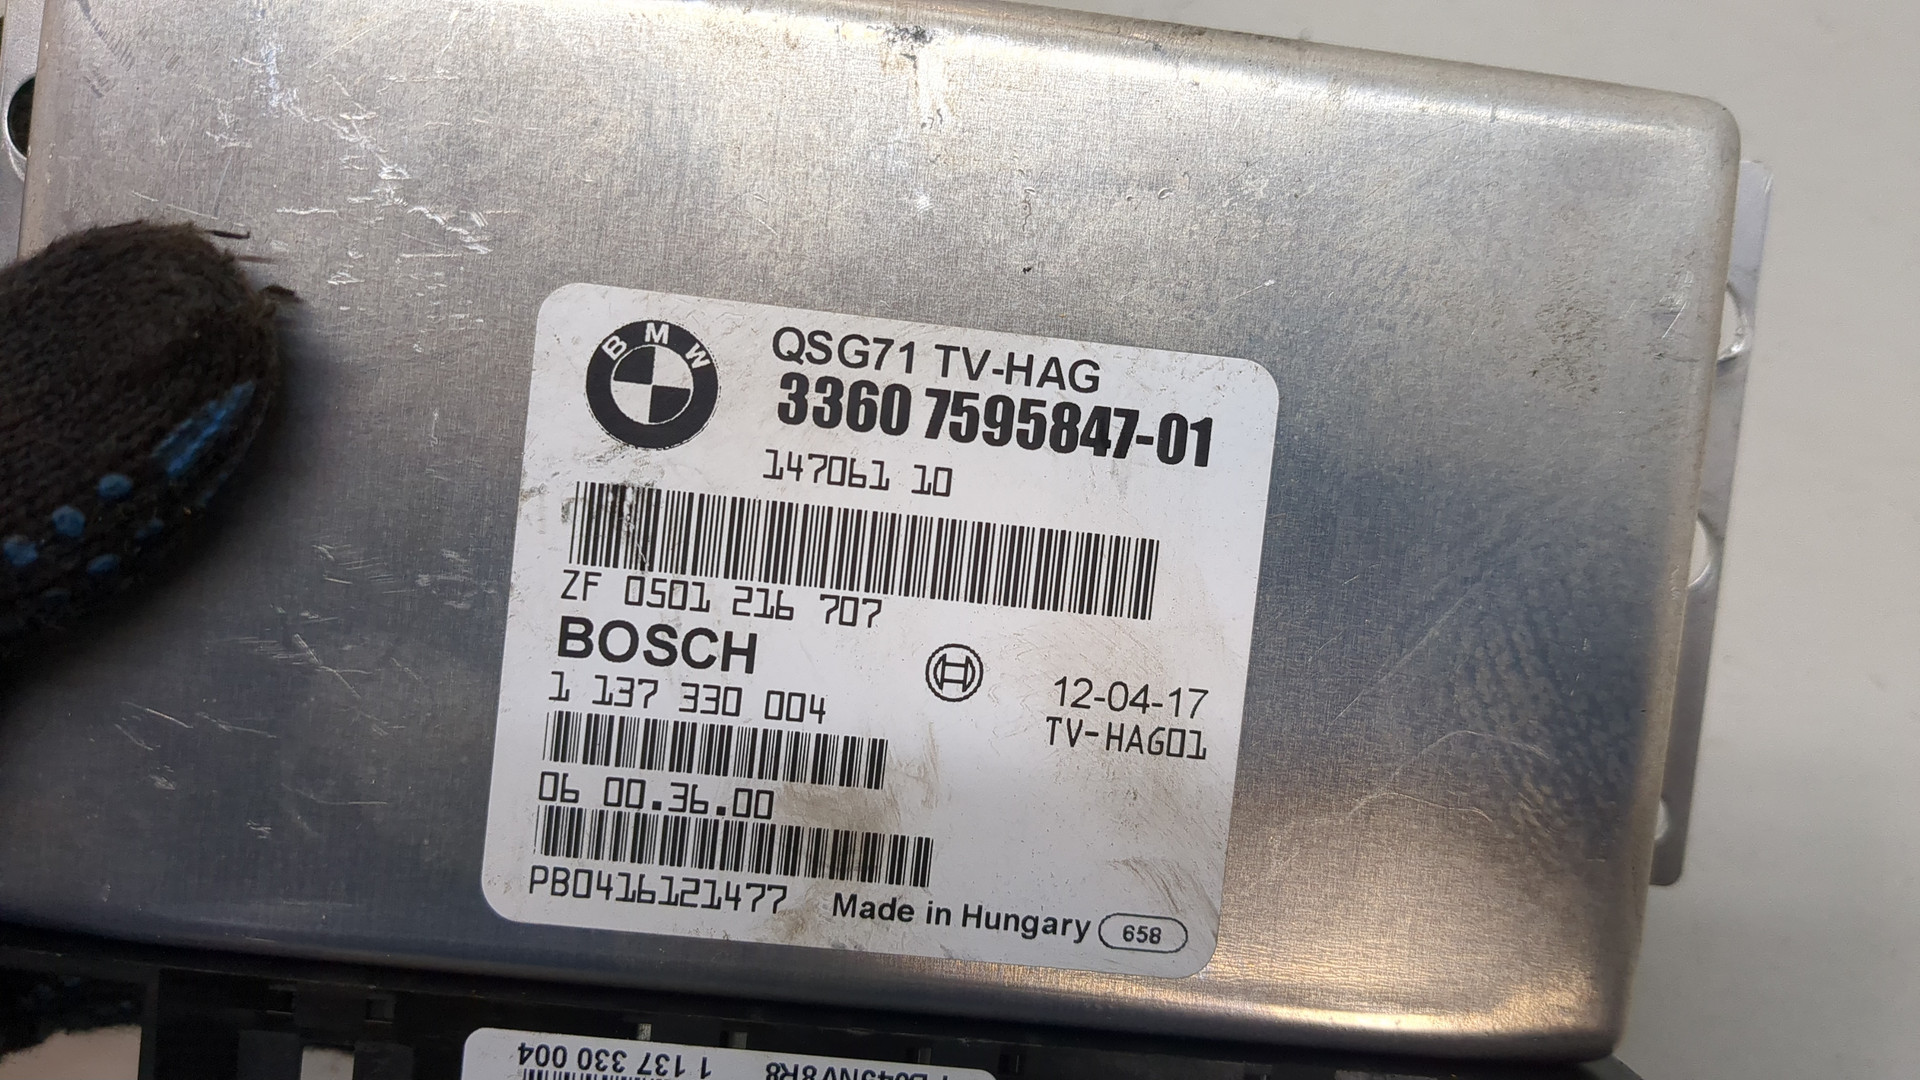 BMW
QSG71 TV-HAG
3360 7595847-01
147061 10
ZF 0501 216 707
BOSCH
1 137 330 004
12-04-17
TV-HAG01
06 00.36.00
PB0416121477
Made in Hungary 658
1 137 330 004